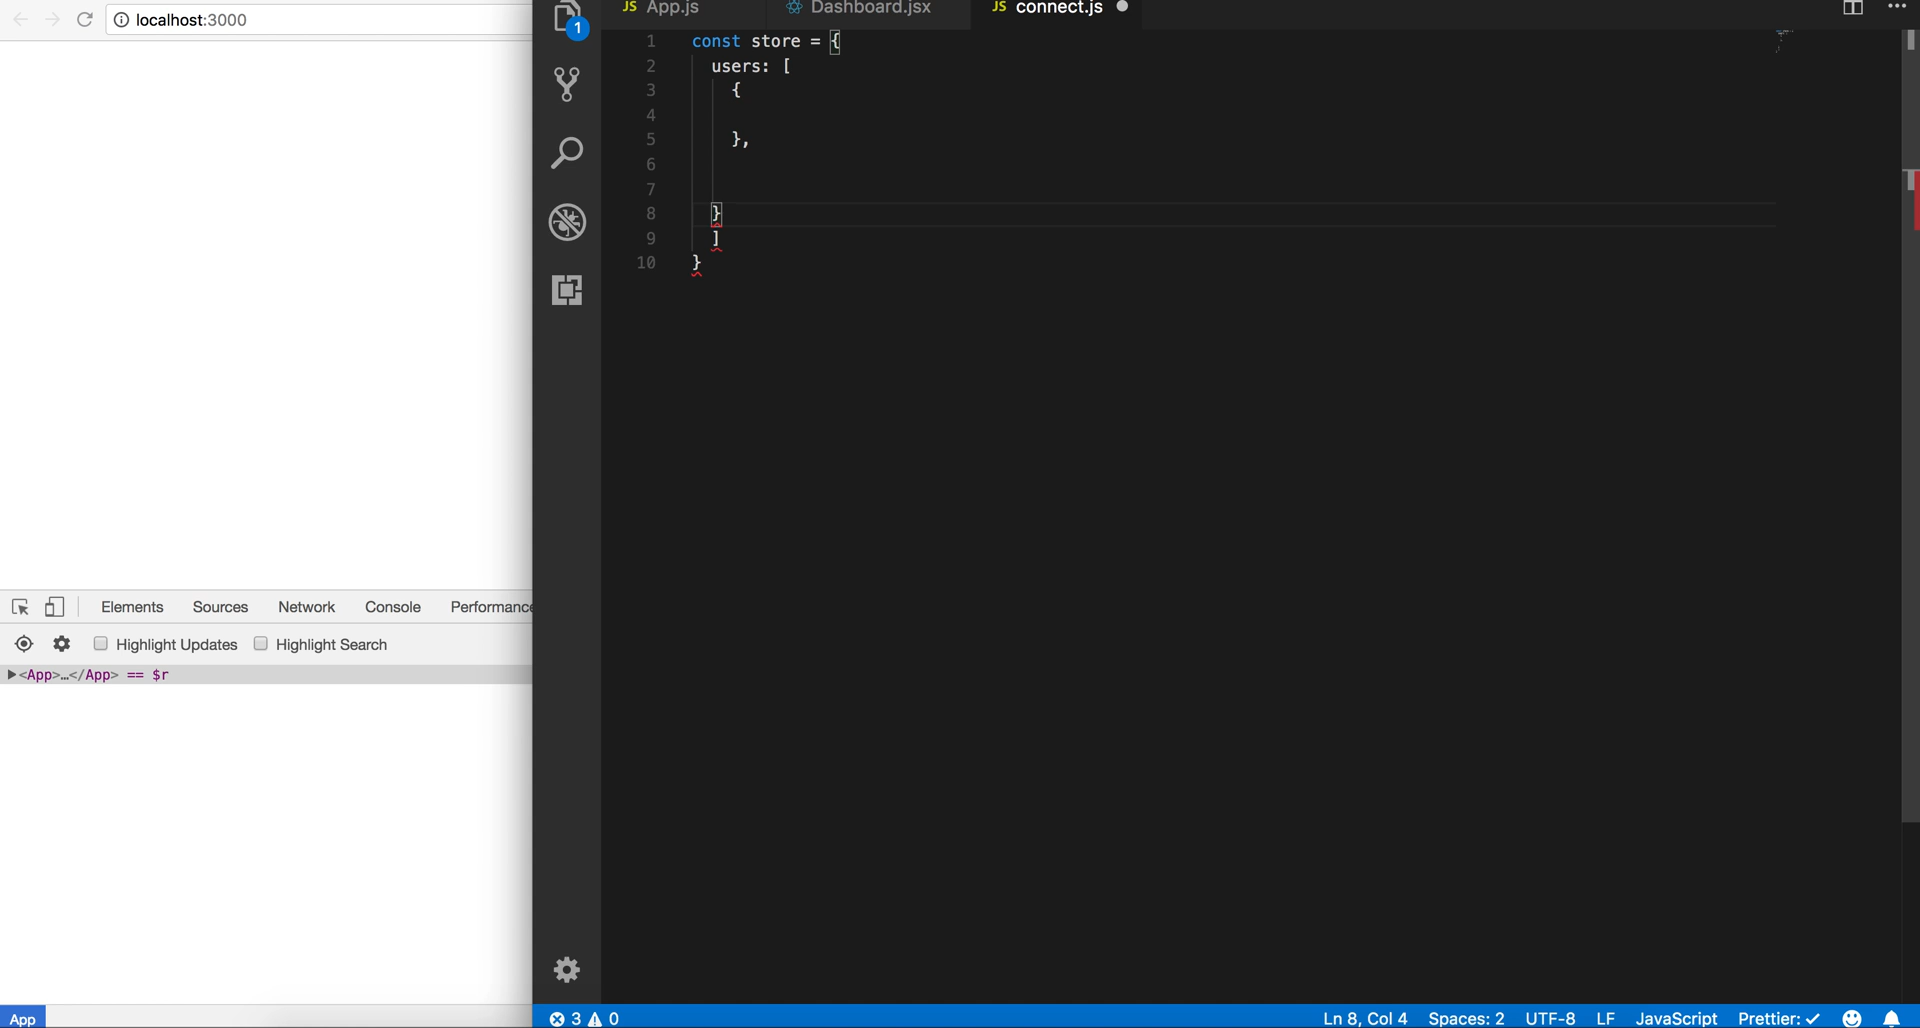 localhost:3000
Elements Sources Network Console Performance
Highlight Updates Highlight Search
<App>…</App> == $r
App
1
JS App.js Dashboard.jsx JS connect.js
1 const store = {
2 users: [
3 {
4
5 },
6
7
8 }
9 ]
10 }
3 0 Ln 8, Col 4 Spaces: 2 UTF-8 LF JavaScript Prettier: ✓